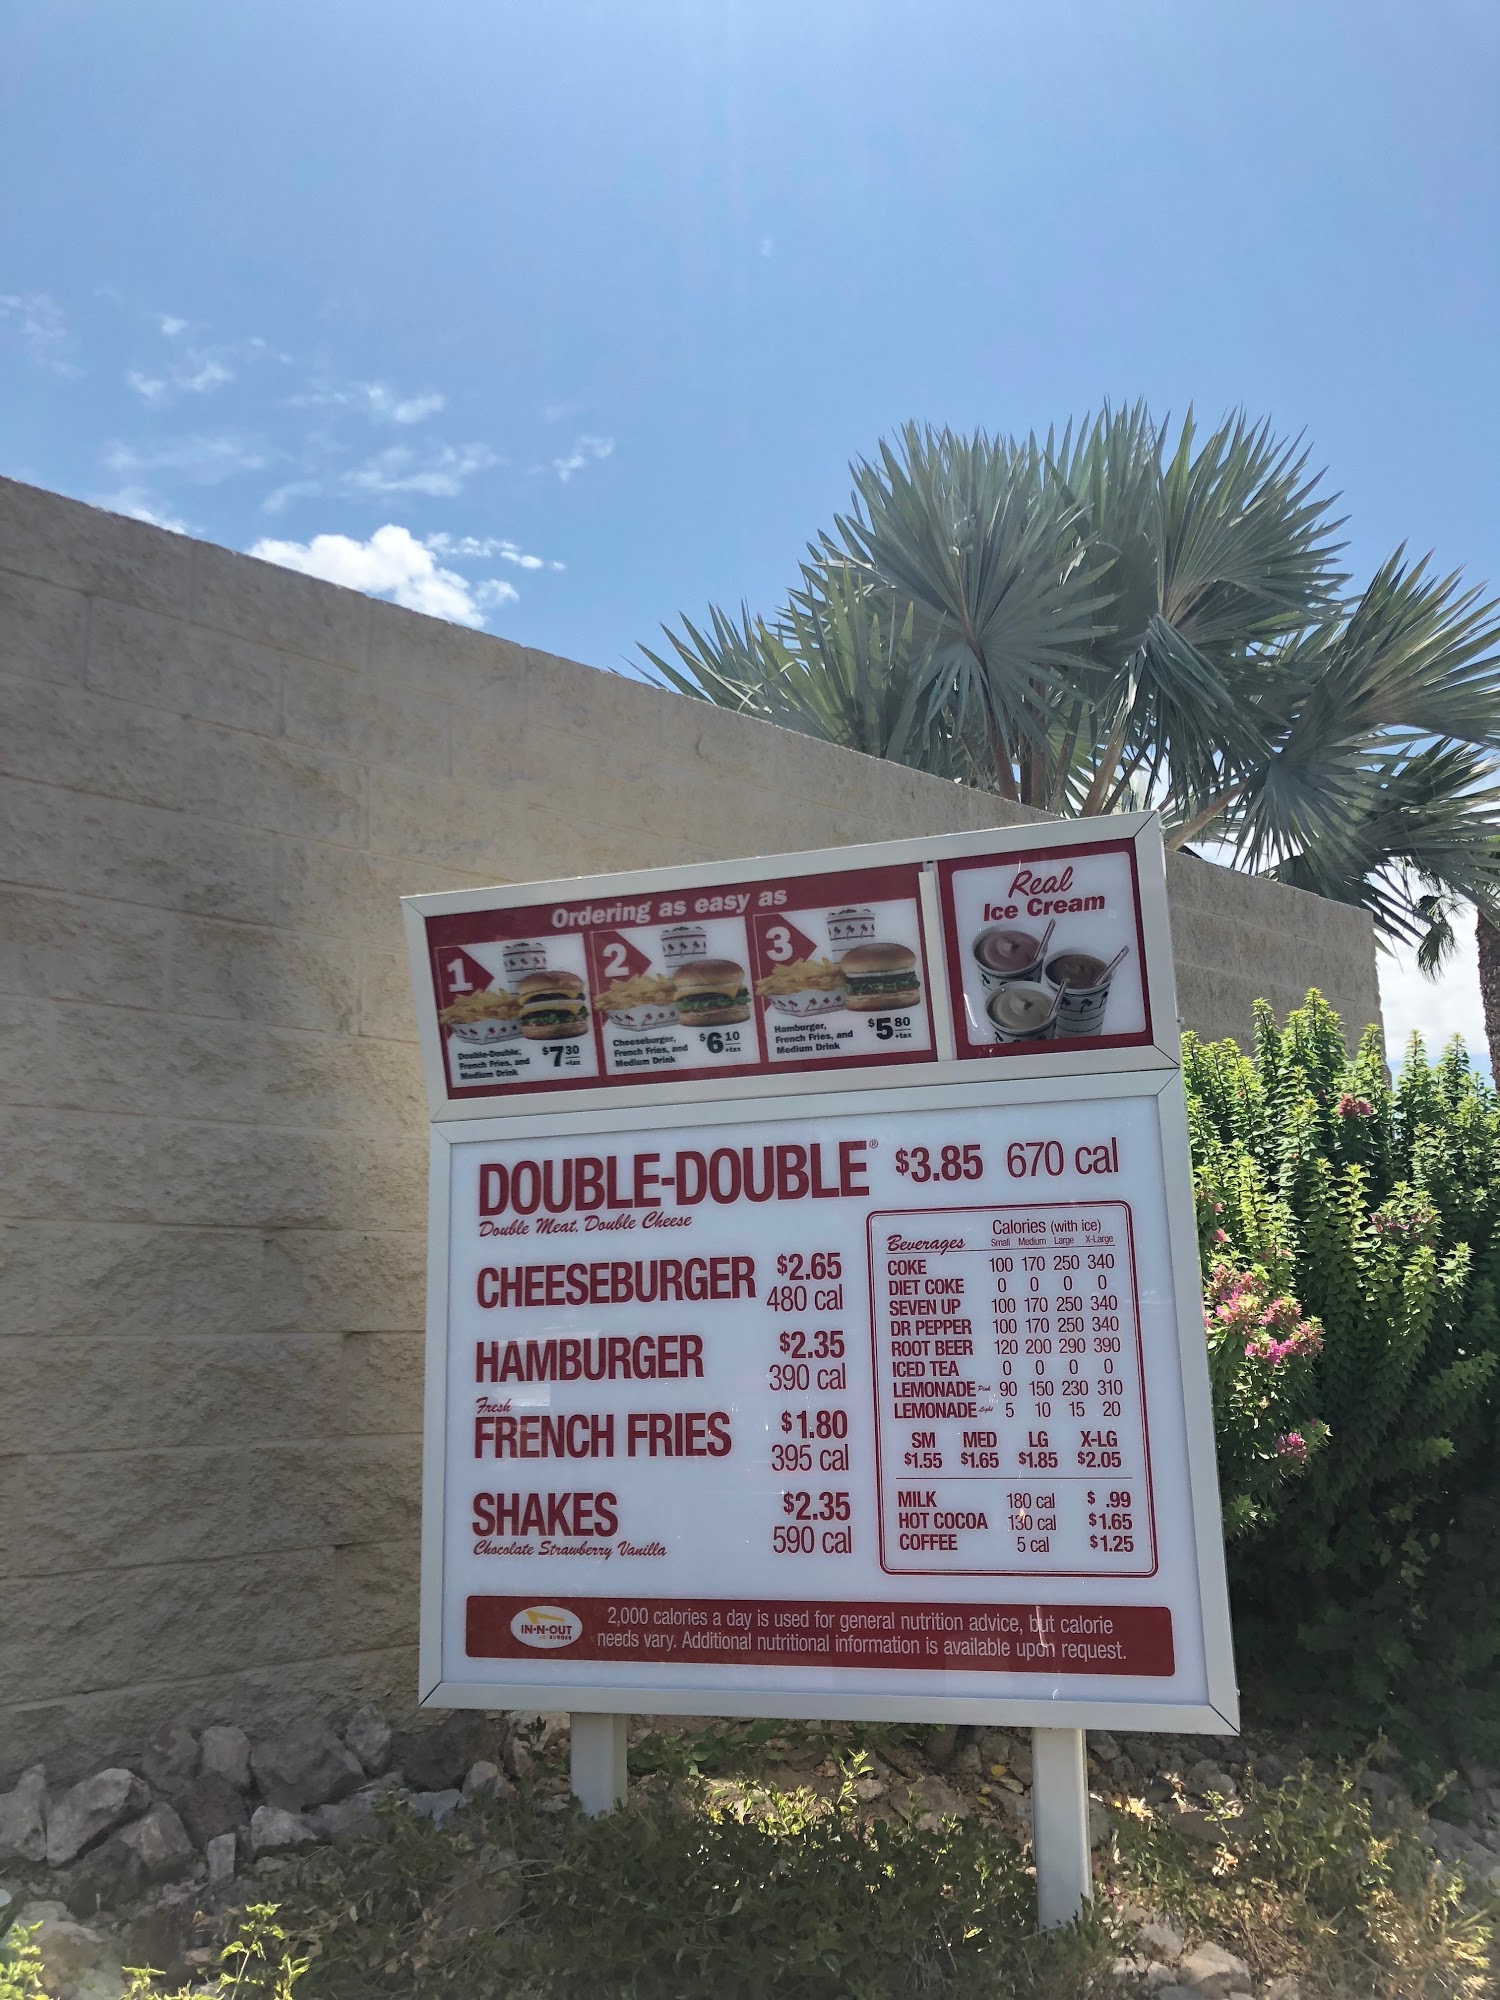 Ordering as easy as
1
Double-Double,
French Fries, and
Medium Drink
$7 30
+tax
2
Cheeseburger,
French Fries, and
Medium Drink
$6 10
+tax
3
Hamburger,
French Fries, and
Medium Drink
$5 80
+tax
Real
Ice Cream
DOUBLE-DOUBLE® $3.85 670 cal
Double Meat. Double Cheese
CHEESEBURGER $2.65
480 cal
HAMBURGER $2.35
390 cal
Fresh
FRENCH FRIES $1.80
395 cal
SHAKES $2.35
Chocolate Strawberry Vanilla 590 cal
Beverages Calories (with ice)
Small Medium Large X-Large
COKE 100 170 250 340
DIET COKE 0 0 0 0
SEVEN UP 100 170 250 340
DR PEPPER 100 170 250 340
ROOT BEER 120 200 290 390
ICED TEA 0 0 0 0
LEMONADE Pink 90 150 230 310
LEMONADE Light 5 10 15 20
SM MED LG X-LG
$1.55 $1.65 $1.85 $2.05
MILK 180 cal $ .99
HOT COCOA 130 cal $1.65
COFFEE 5 cal $1.25
IN-N-OUT
BURGER
2,000 calories a day is used for general nutrition advice, but calorie
needs vary. Additional nutritional information is available upon request.